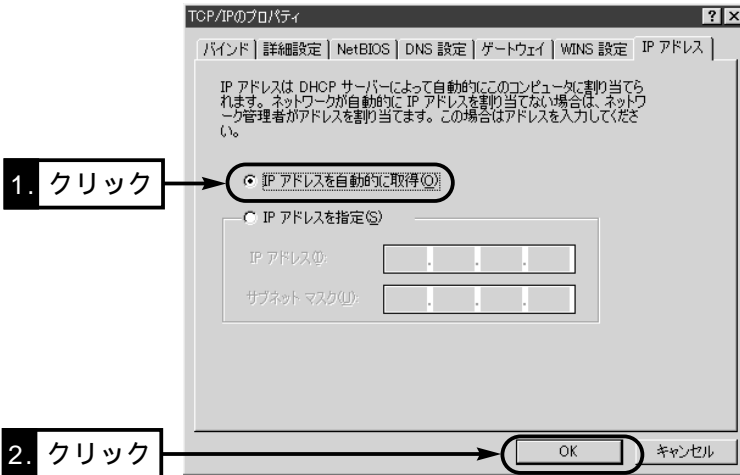 TCP/IPのプロパティ
バインド 詳細設定 NetBIOS DNS 設定 ゲートウェイ WINS 設定 IP アドレス
IP アドレスは DHCP サーバーによって自動的にこのコンピュータに割り当てら
れます。ネットワークが自動的に IP アドレスを割り当てない場合は、ネットワ
ーク管理者がアドレスを割り当てます。この場合はアドレスを入力してくださ
い。
1. クリック
IP アドレスを自動的に取得(O)
IP アドレスを指定(S)
IP アドレス(I):
サブネット マスク(U):
2. クリック
OK キャンセル